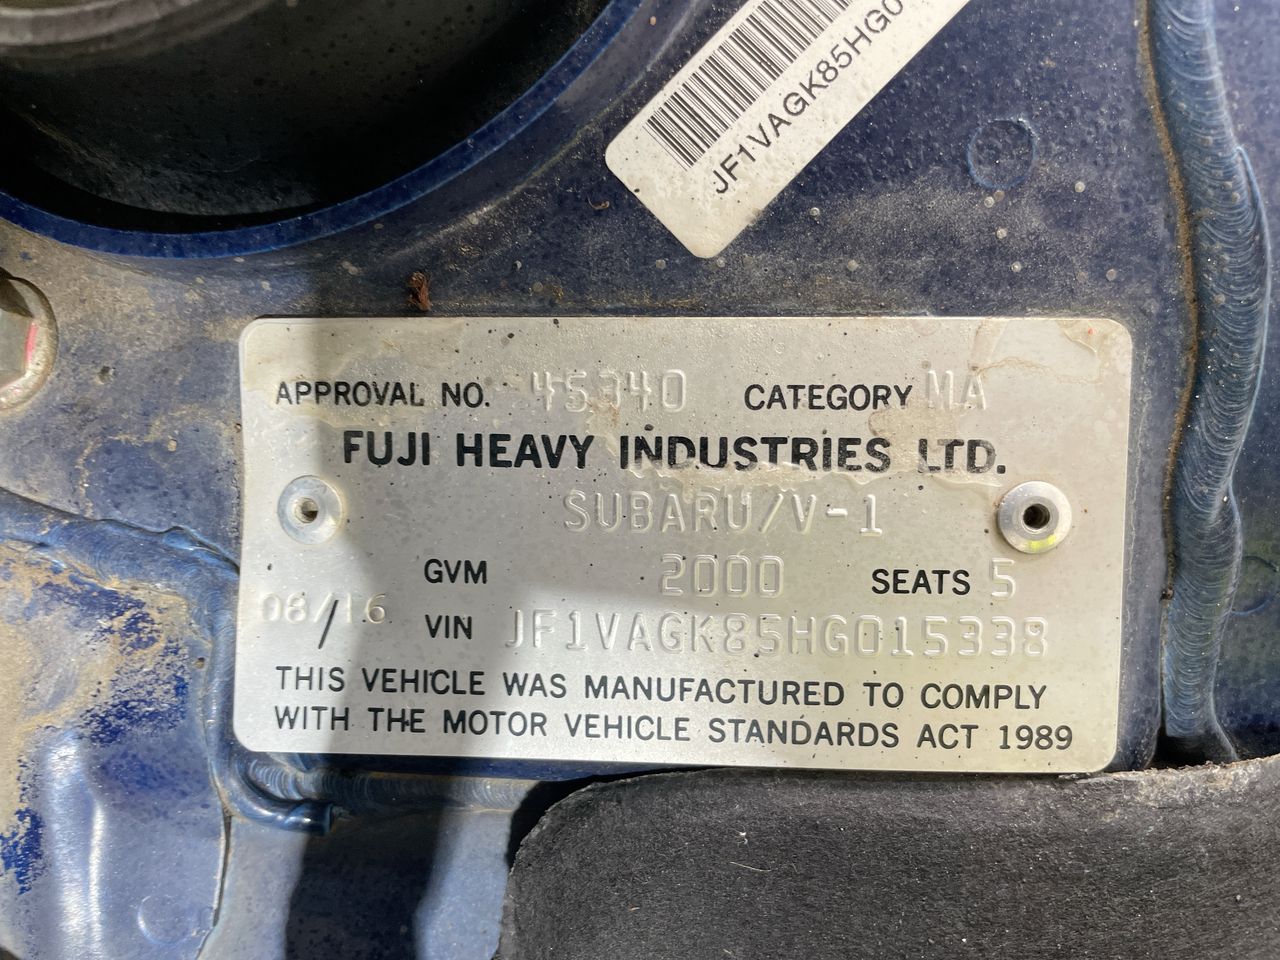 JF1VAGK85HG0
APPROVAL NO. 45340 CATEGORY MA
FUJI HEAVY INDUSTRIES LTD.
SUBARU/V-1
GVM 2000 SEATS 5
08/16 VIN JF1VAGK85HG015338
THIS VEHICLE WAS MANUFACTURED TO COMPLY
WITH THE MOTOR VEHICLE STANDARDS ACT 1989